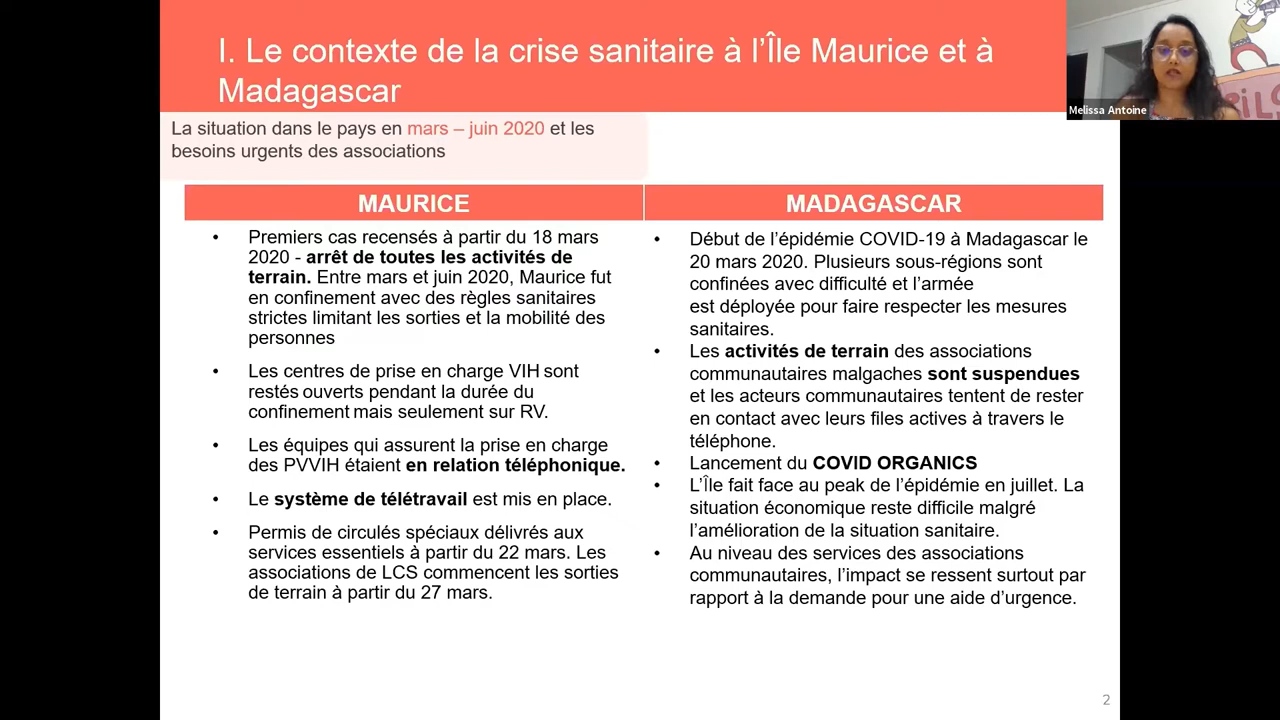 I. Le contexte de la crise sanitaire à l'Île Maurice et à
Madagascar
Melissa Antoine
La situation dans le pays en mars – juin 2020 et les
besoins urgents des associations
MAURICE
• Premiers cas recensés à partir du 18 mars
2020 - arrêt de toutes les activités de
terrain. Entre mars et juin 2020, Maurice fut
en confinement avec des règles sanitaires
strictes limitant les sorties et la mobilité des
personnes
• Les centres de prise en charge VIH sont
restés ouverts pendant la durée du
confinement mais seulement sur RV.
• Les équipes qui assurent la prise en charge
des PVVIH étaient en relation téléphonique.
• Le système de télétravail est mis en place.
• Permis de circulés spéciaux délivrés aux
services essentiels à partir du 22 mars. Les
associations de LCS commencent les sorties
de terrain à partir du 27 mars.
MADAGASCAR
• Début de l'épidémie COVID-19 à Madagascar le
20 mars 2020. Plusieurs sous-régions sont
confinées avec difficulté et l'armée
est déployée pour faire respecter les mesures
sanitaires.
• Les activités de terrain des associations
communautaires malgaches sont suspendues
et les acteurs communautaires tentent de rester
en contact avec leurs files actives à travers le
téléphone.
• Lancement du COVID ORGANICS
• L'Île fait face au peak de l'épidémie en juillet. La
situation économique reste difficile malgré
l'amélioration de la situation sanitaire.
• Au niveau des services des associations
communautaires, l'impact se ressent surtout par
rapport à la demande pour une aide d'urgence.
2